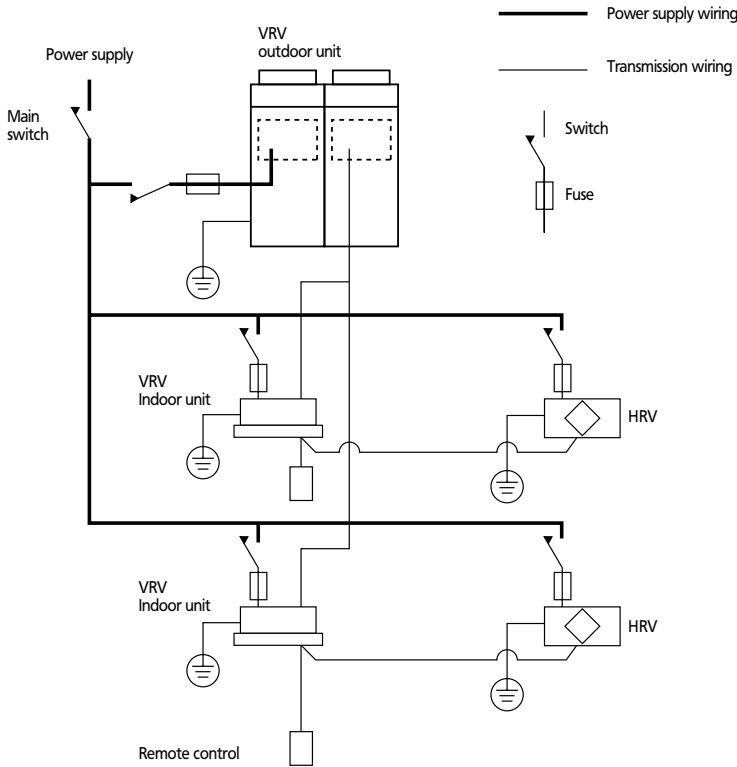 VRV
outdoor unit
Power supply wiring
Power supply
Transmission wiring
Main
switch
Switch
Fuse
VRV
Indoor unit
HRV
VRV
Indoor unit
HRV
Remote control